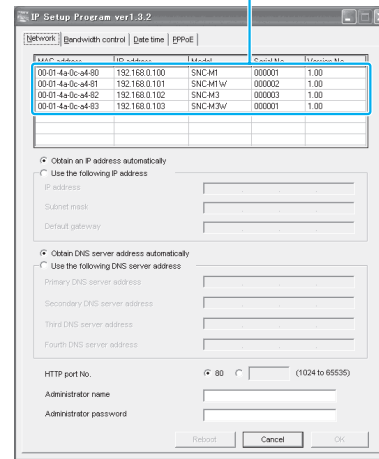 IP Setup Program ver1.3.2
Network Bandwidth control Date time PPPoE
MAC address IP address Model Serial No. Version No.
00-01-4a-0c-a4-80 192.168.0.100 SNC-M1 000001 1.00
00-01-4a-0c-a4-81 192.168.0.101 SNC-M1W 000002 1.00
00-01-4a-0c-a4-82 192.168.0.102 SNC-M3 000003 1.00
00-01-4a-0c-a4-83 192.168.0.103 SNC-M3W 000001 1.00
Obtain an IP address automatically
Use the following IP address
IP address
Subnet mask
Default gateway
Obtain DNS server address automatically
Use the following DNS server address
Primary DNS server address
Secondary DNS server address
Third DNS server address
Fourth DNS server address
HTTP port No. 80 (1024 to 65535)
Administrator name
Administrator password
Reboot Cancel OK